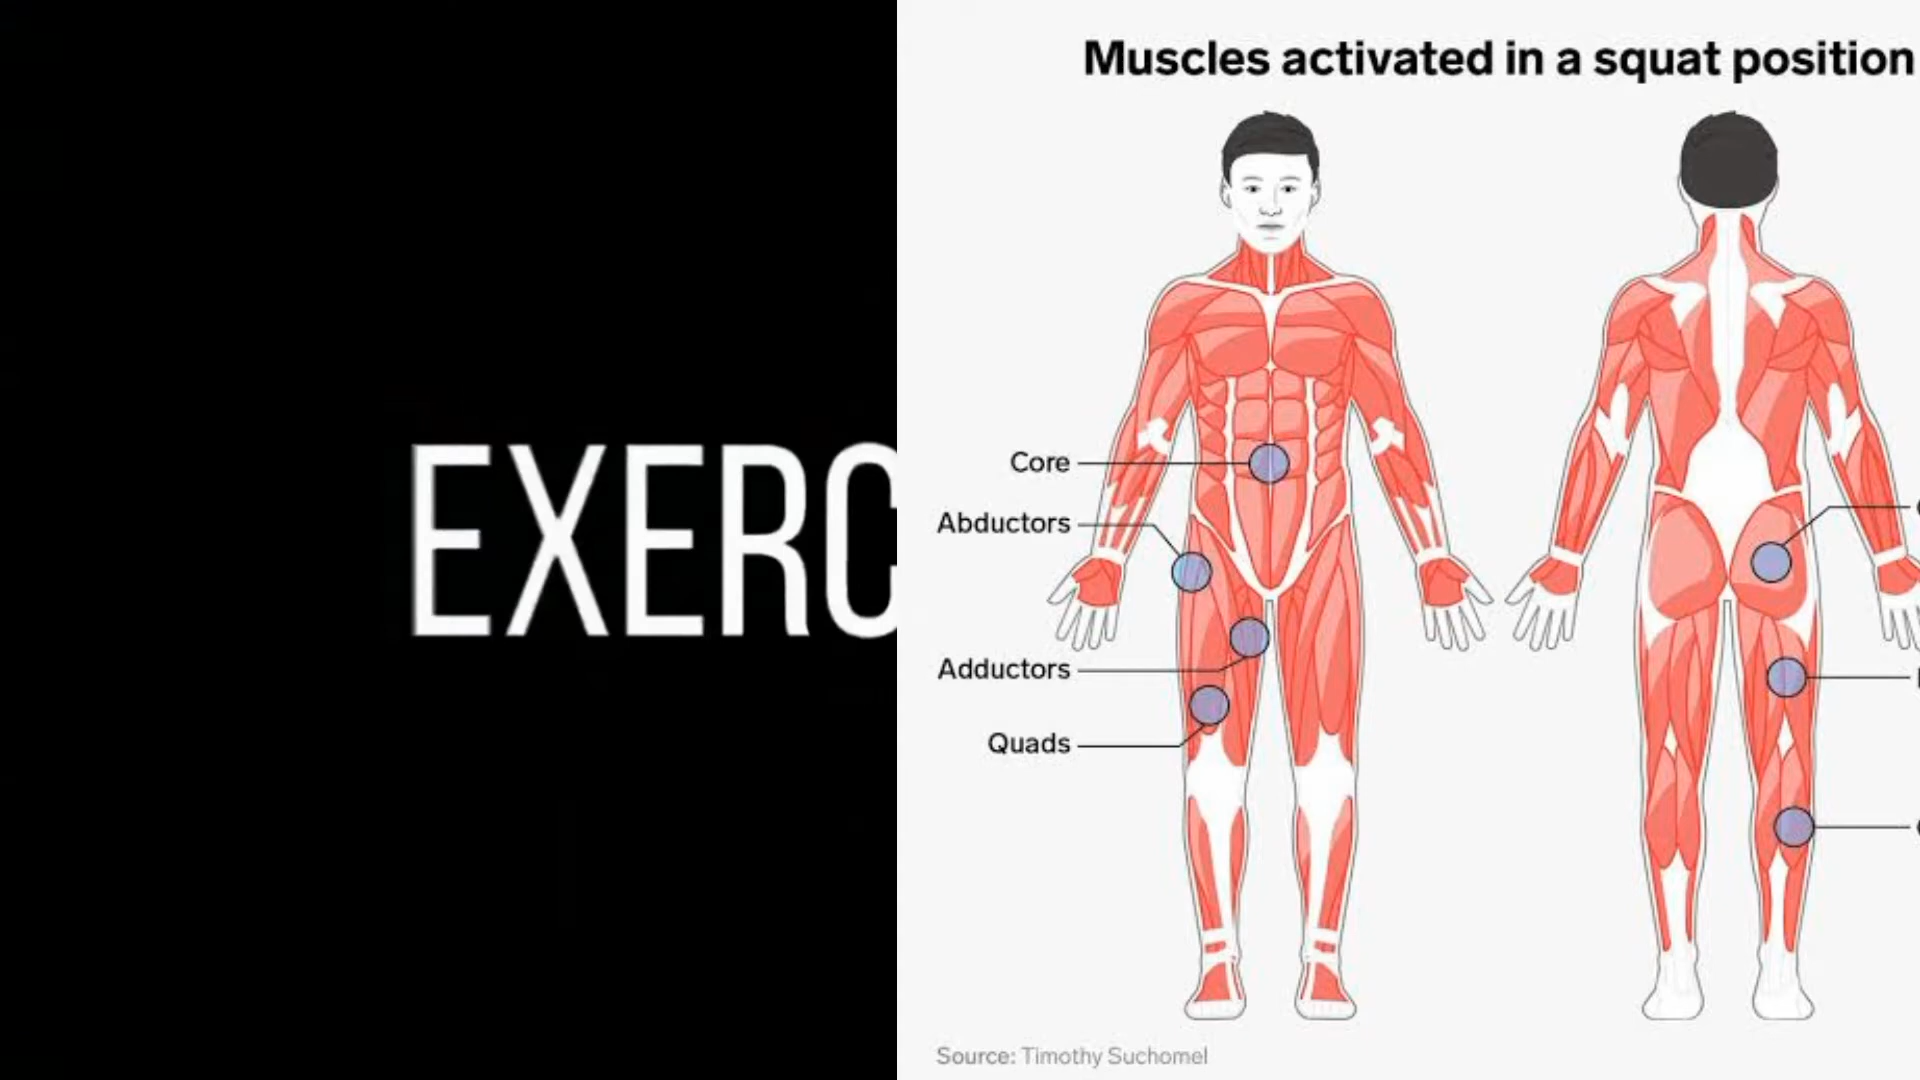 EXERC
Muscles activated in a squat position
Core
Abductors
Adductors
Quads
Source: Timothy Suchomel